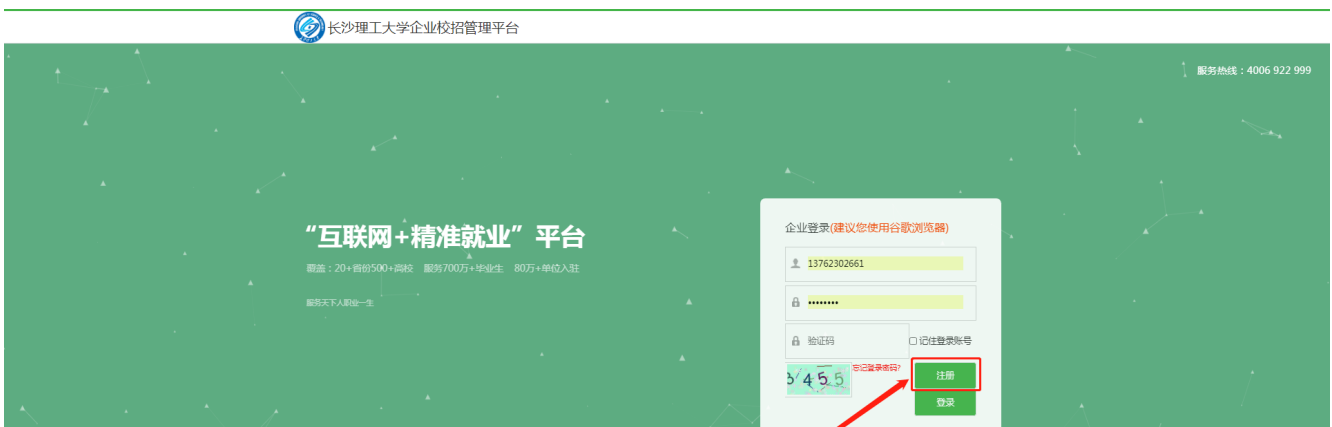 长沙理工大学企业校招管理平台
服务热线：4006 922 999
“互联网+精准就业”平台
覆盖：20+省份500+高校 服务700万+毕业生 80万+单位入驻
服务天下人职业一生
企业登录(建议您使用谷歌浏览器)
13762302661
••••••••
验证码
记住登录账号
3455
忘记登录密码?
注册
登录